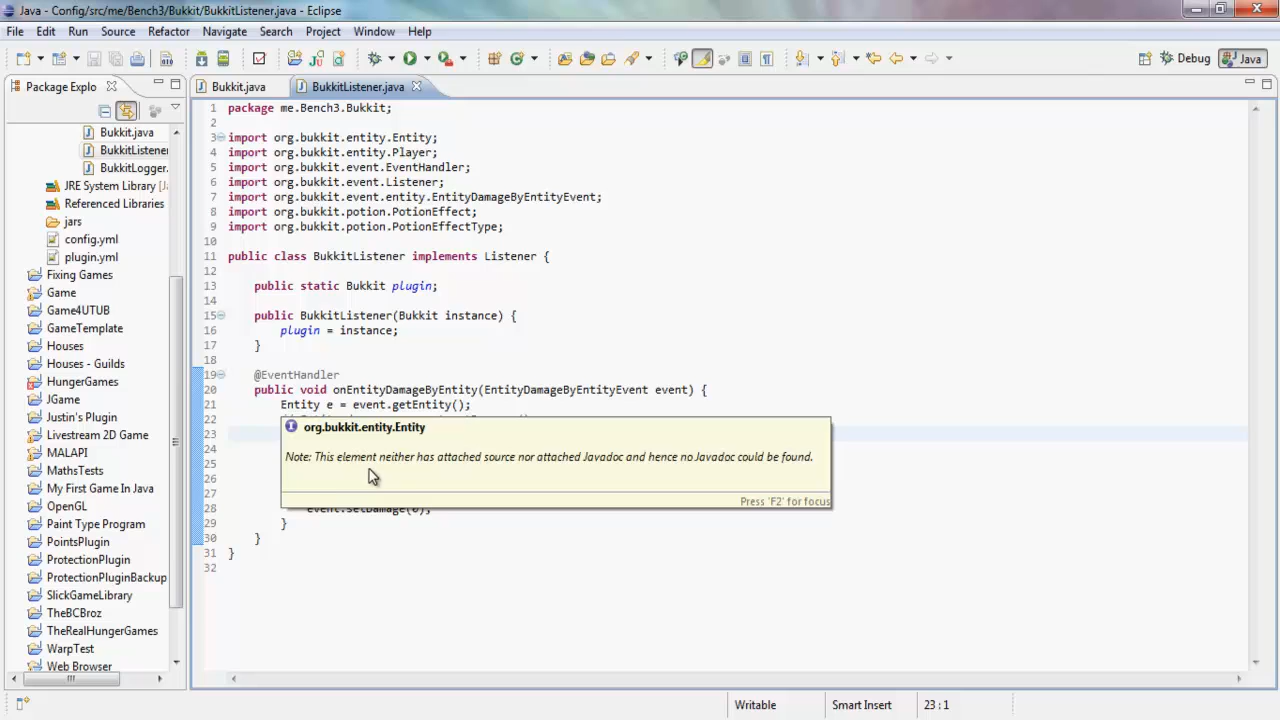 Java - Config/src/me/Bench3/Bukkit/BukkitListener.java - Eclipse
File Edit Run Source Refactor Navigate Search Project Window Help
Debug Java
Package Explo
Bukkit.java
BukkitListener.java
Bukkit.java
BukkitListener
BukkitLogger.
JRE System Library [
Referenced Libraries
jars
config.yml
plugin.yml
Fixing Games
Game
Game4UTUB
GameTemplate
Houses
Houses - Guilds
HungerGames
JGame
Justin's Plugin
Livestream 2D Game
MALAPI
MathsTests
My First Game In Java
OpenGL
Paint Type Program
PointsPlugin
ProtectionPlugin
ProtectionPluginBackup
SlickGameLibrary
TheBCBroz
TheRealHungerGames
WarpTest
Web Browser
1 package me.Bench3.Bukkit;
2
3 import org.bukkit.entity.Entity;
4 import org.bukkit.entity.Player;
5 import org.bukkit.event.EventHandler;
6 import org.bukkit.event.Listener;
7 import org.bukkit.event.entity.EntityDamageByEntityEvent;
8 import org.bukkit.potion.PotionEffect;
9 import org.bukkit.potion.PotionEffectType;
10
11 public class BukkitListener implements Listener {
12
13 public static Bukkit plugin;
14
15 public BukkitListener(Bukkit instance) {
16 plugin = instance;
17 }
18
19 @EventHandler
20 public void onEntityDamageByEntity(EntityDamageByEntityEvent event) {
21 Entity e = event.getEntity();
22
23
24
25
26
27
28 event.setDamage(0);
29 }
30 }
31 }
32
org.bukkit.entity.Entity
Note: This element neither has attached source nor attached Javadoc and hence no Javadoc could be found.
Press 'F2' for focus
Writable Smart Insert 23 : 1